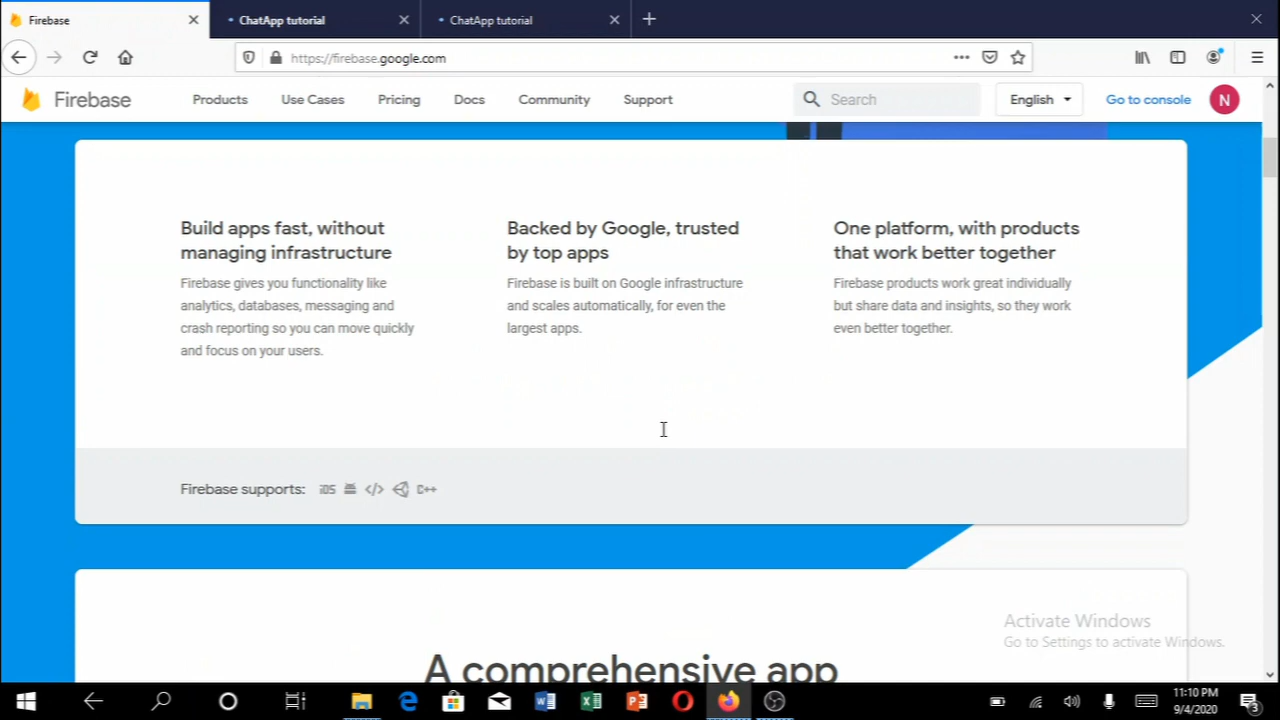 Firebase
ChatApp tutorial
ChatApp tutorial
https://firebase.google.com
Firebase
Products
Use Cases
Pricing
Docs
Community
Support
Search
English
Go to console
N
Build apps fast, without
managing infrastructure
Firebase gives you functionality like
analytics, databases, messaging and
crash reporting so you can move quickly
and focus on your users.
Backed by Google, trusted
by top apps
Firebase is built on Google infrastructure
and scales automatically, for even the
largest apps.
One platform, with products
that work better together
Firebase products work great individually
but share data and insights, so they work
even better together.
Firebase supports: iOS </> C++
A comprehensive app
Activate Windows
Go to Settings to activate Windows.
11:10 PM
9/4/2020
3